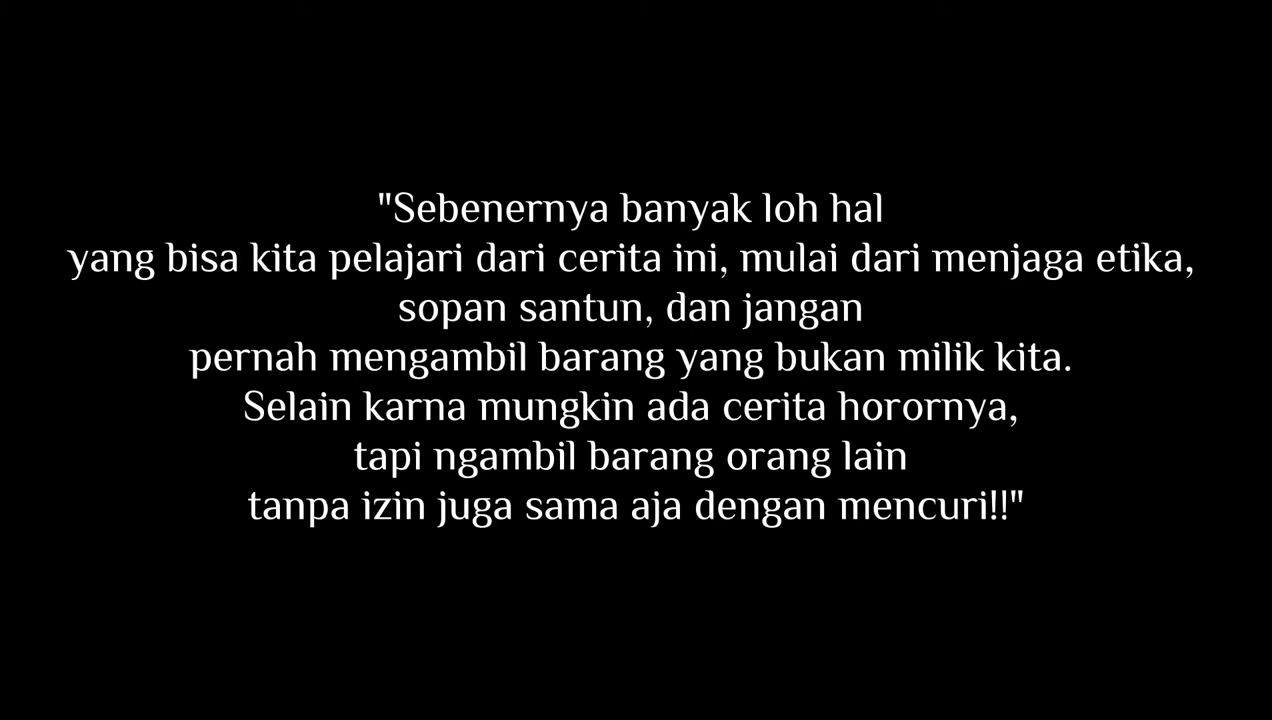 "Sebenernya banyak loh hal
yang bisa kita pelajari dari cerita ini, mulai dari menjaga etika,
sopan santun, dan jangan
pernah mengambil barang yang bukan milik kita.
Selain karna mungkin ada cerita horornya,
tapi ngambil barang orang lain
tanpa izin juga sama aja dengan mencuri!!"